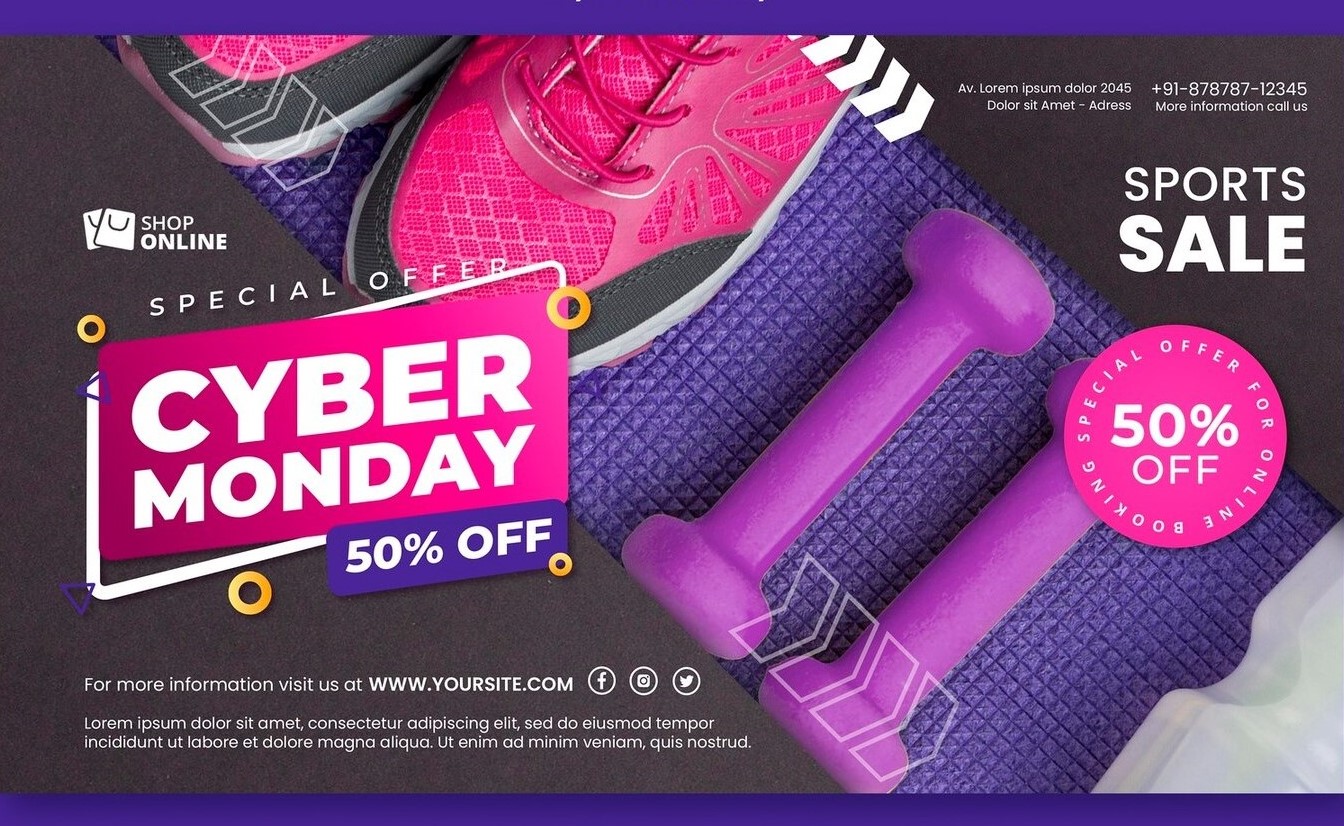 Av. Lorem ipsum dolor 2045
Dolor sit Amet - Adress
+91-878787-12345
More information call us
SPORTS
SALE
YU SHOP
ONLINE
SPECIAL OFFER
CYBER
MONDAY
50% OFF
SPECIAL OFFER FOR ONLINE BOOKING
50%
OFF
For more information visit us at WWW.YOURSITE.COM
Lorem ipsum dolor sit amet, consectetur adipiscing elit, sed do eiusmod tempor
incididunt ut labore et dolore magna aliqua. Ut enim ad minim veniam, quis nostrud.